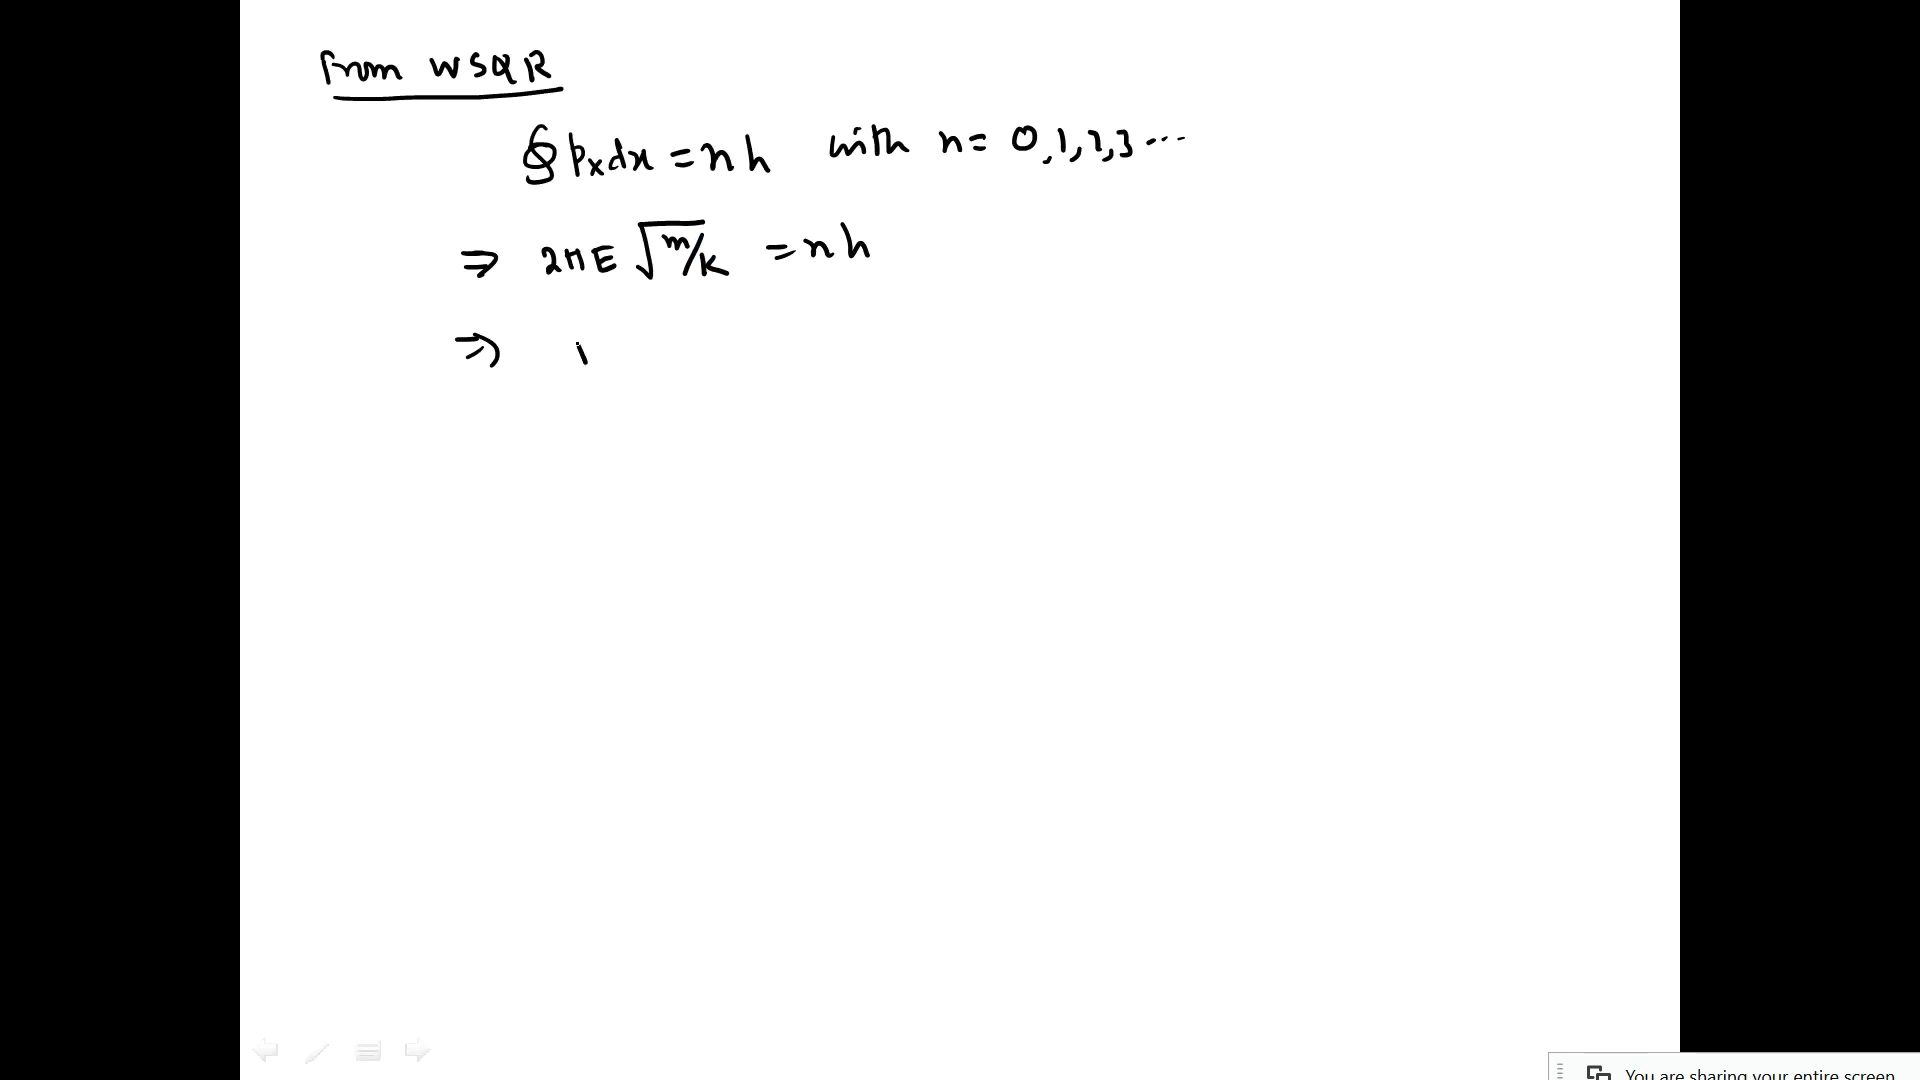 From WSQR
∮ pₓdx = nh with n = 0,1,2,3 ...
⇒ 2πE √m/k = nh
⇒
You are sharing your entire screen